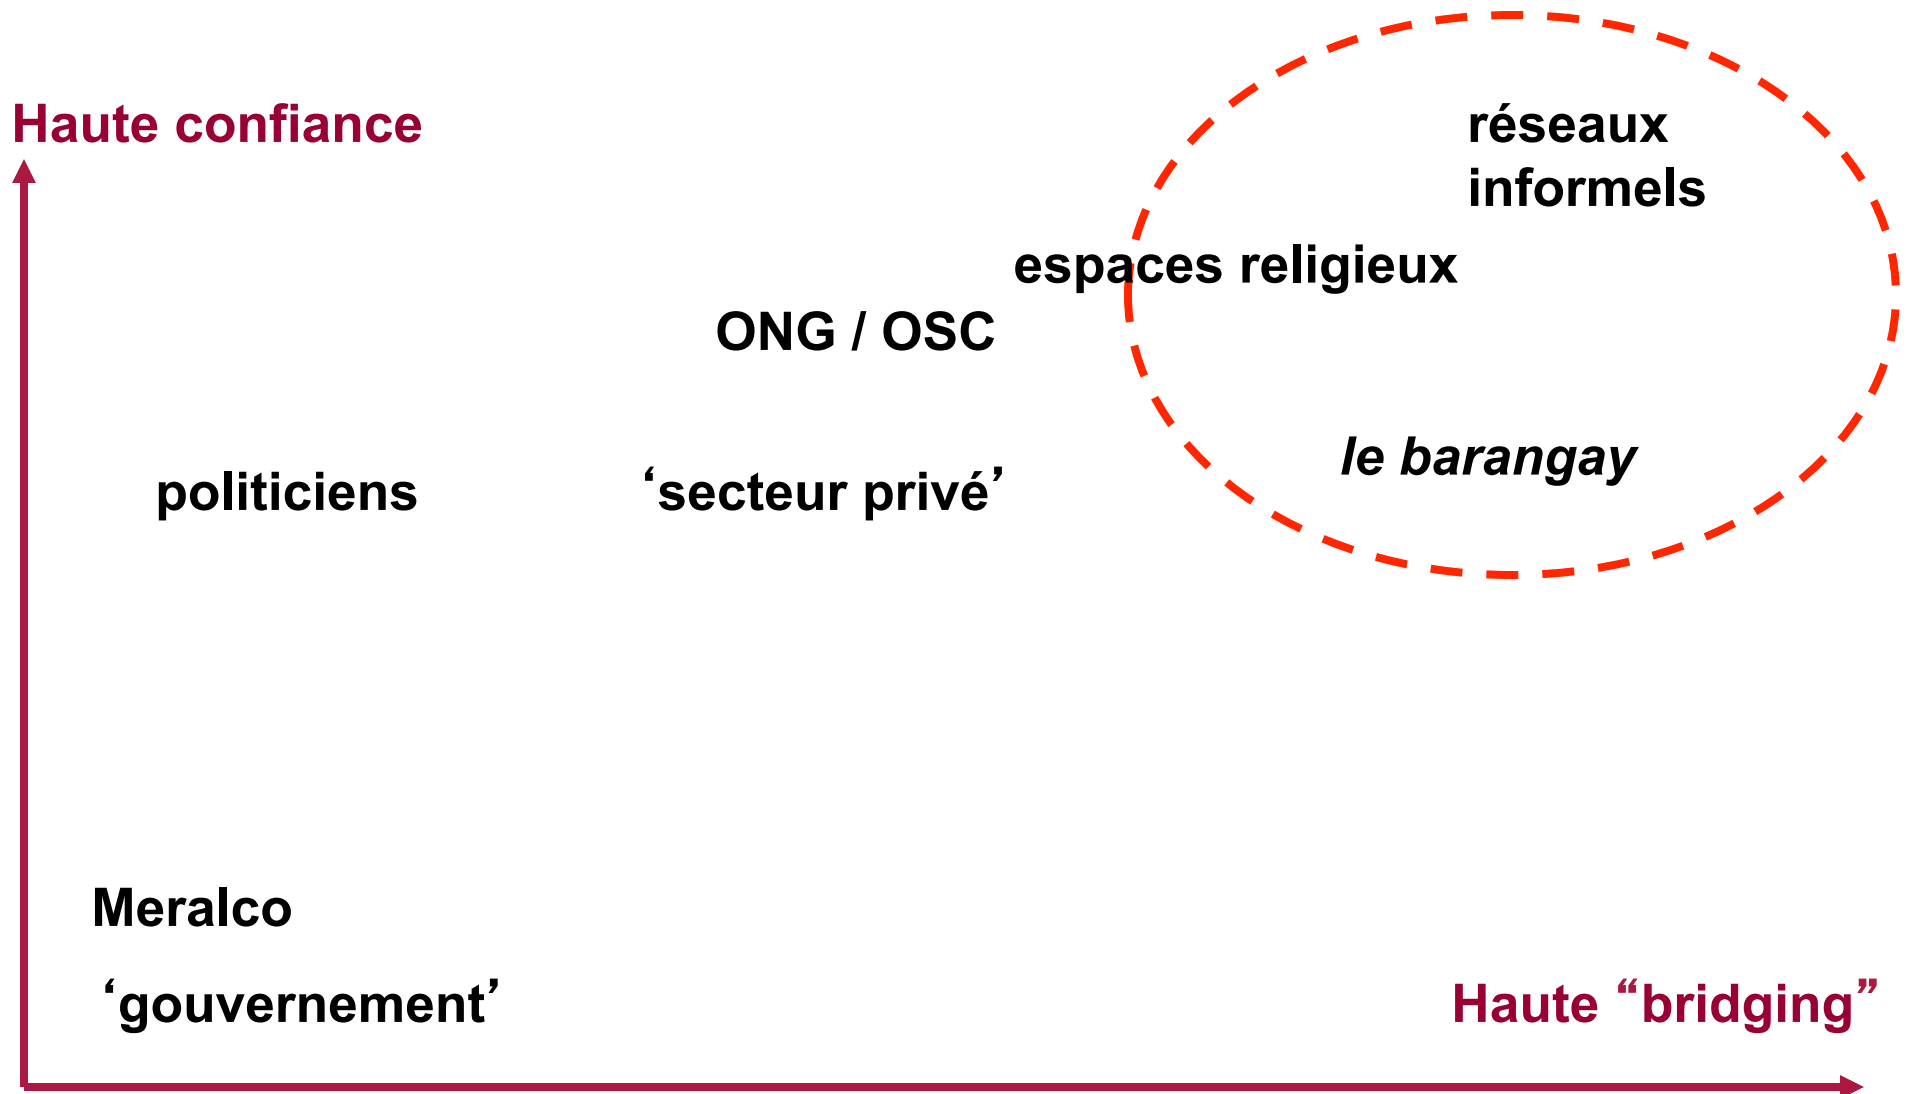 Haute confiance
réseaux
informels
espaces religieux
ONG / OSC
le barangay
politiciens
‘secteur privé’
Meralco
‘gouvernement’
Haute “bridging”